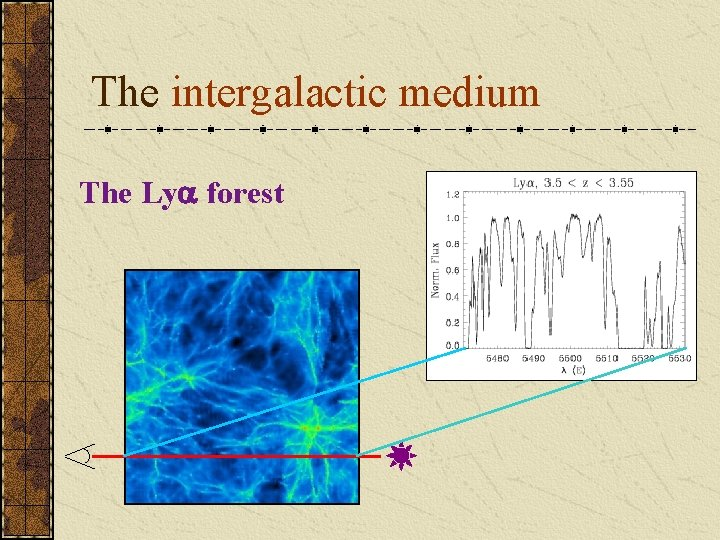 The intergalactic medium
The Lyα forest
Lyα, 3.5 < z < 3.55
Norm. Flux
1.2
1.0
0.8
0.6
0.4
0.2
0.0
5480 5490 5500 5510 5520 5530
λ (E)